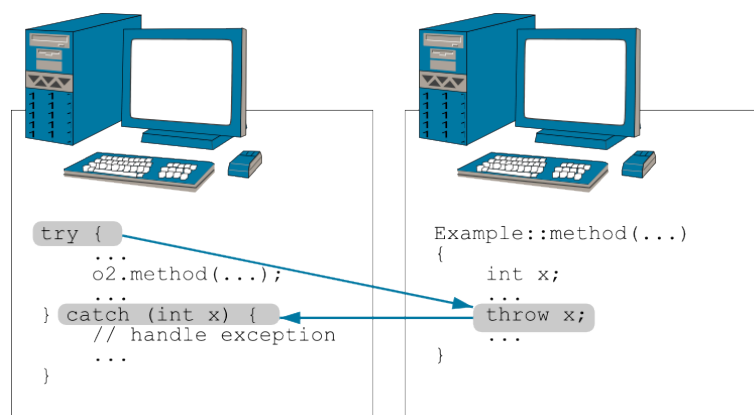 try {
...
o2.method(...);
...
} catch (int x) {
// handle exception
...
}
Example::method(...)
{
int x;
...
throw x;
...
}